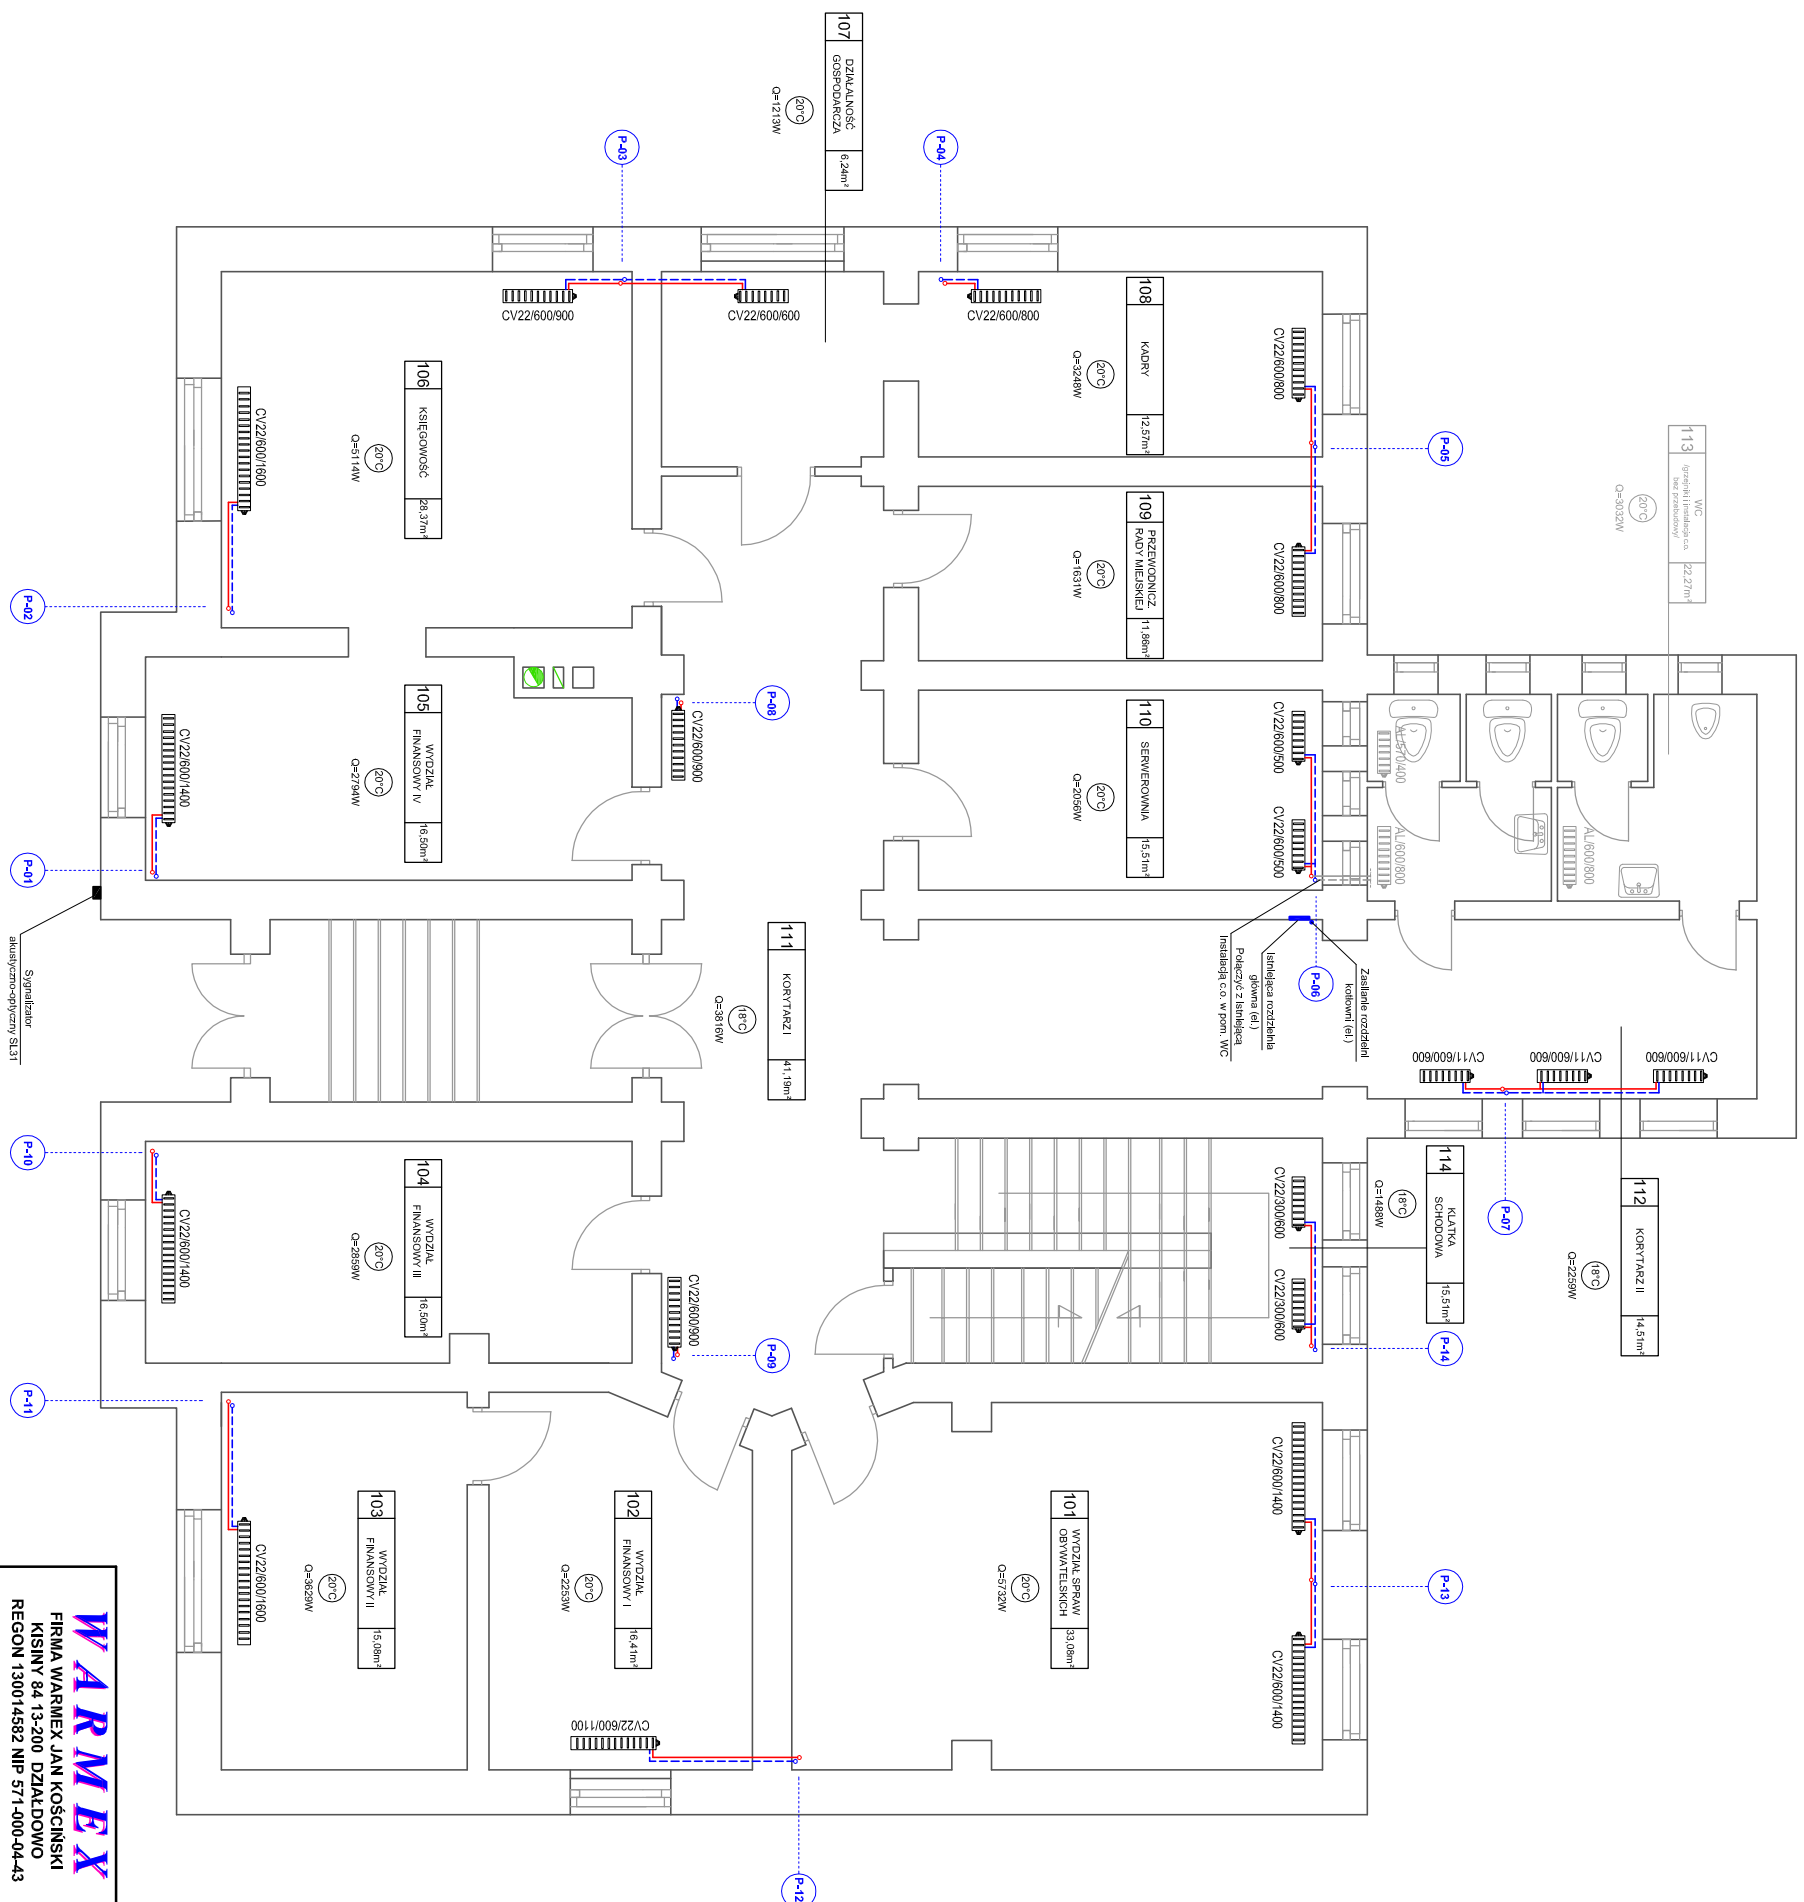 107
DZIAŁALNOŚĆ
GOSPODARCZA
6,24m²
20°C
Q=1213W
P-03
P-04
CV22/600/900
CV22/600/600
CV22/600/800
108
KADRY
12,57m²
20°C
Q=3248W
CV22/600/800
P-05
106
KSIĘGOWOŚĆ
28,37m²
20°C
Q=5114W
CV22/600/1600
P-02
109
PRZEWODNICZ.
RADY MIEJSKIEJ
11,86m²
20°C
Q=1631W
CV22/600/800
113
WC
/grzejniki i instalacja c.o.
bez przebudowy/
22,27m²
20°C
Q=3032W
105
WYDZIAŁ
FINANSOWY IV
16,50m²
20°C
Q=2794W
CV22/600/1400
P-01
P-08
CV22/600/900
110
SERWEROWNIA
15,51m²
20°C
Q=2056W
CV22/600/500
CV22/600/500
AL/570/400
AL/600/800
AL/600/800
P-06
Zasilanie rozdzielni
kotłowni (el.)
Istniejąca rozdzielnia
główna (el.)
Połączyć z istniejącą
instalacją c.o. w pom. WC
Sygnalizator
akustyczno-optyczny SL31
111
KORYTARZ I
41,19m²
18°C
Q=3816W
CV11/600/600
CV11/600/600
CV11/600/600
P-07
112
KORYTARZ II
14,51m²
18°C
Q=2259W
114
KLATKA
SCHODOWA
15,51m²
18°C
Q=1488W
CV22/300/600
CV22/300/600
P-14
P-10
104
WYDZIAŁ
FINANSOWY III
16,50m²
20°C
Q=2859W
CV22/600/1400
CV22/600/900
P-09
P-11
103
WYDZIAŁ
FINANSOWY II
15,08m²
20°C
Q=3629W
CV22/600/1600
102
WYDZIAŁ
FINANSOWY I
16,41m²
20°C
Q=2253W
CV22/600/1100
P-12
101
WYDZIAŁ SPRAW
OBYWATELSKICH
33,08m²
20°C
Q=5732W
CV22/600/1400
CV22/600/1400
P-13
WARMEX
FIRMA WARMEX JAN KOŚCIŃSKI
KISINY 84 13-200 DZIAŁDOWO
REGON 130014582 NIP 571-000-04-43